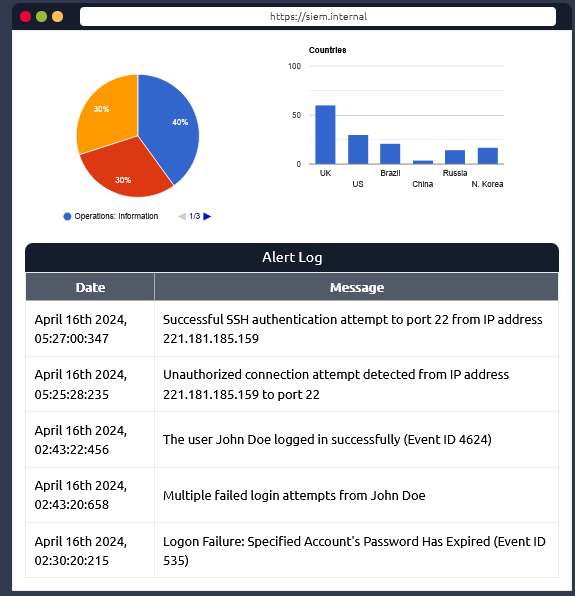 https://siem.internal
Countries
100
50
0
UK
Brazil
Russia
US
China
N. Korea
30%
40%
30%
Operations: Information
1/3
Alert Log
Date
Message
April 16th 2024,
05:27:00:347
Successful SSH authentication attempt to port 22 from IP address
221.181.185.159
April 16th 2024,
05:25:28:235
Unauthorized connection attempt detected from IP address
221.181.185.159 to port 22
April 16th 2024,
02:43:22:456
The user John Doe logged in successfully (Event ID 4624)
April 16th 2024,
02:43:20:658
Multiple failed login attempts from John Doe
April 16th 2024,
02:30:20:215
Logon Failure: Specified Account's Password Has Expired (Event ID
535)